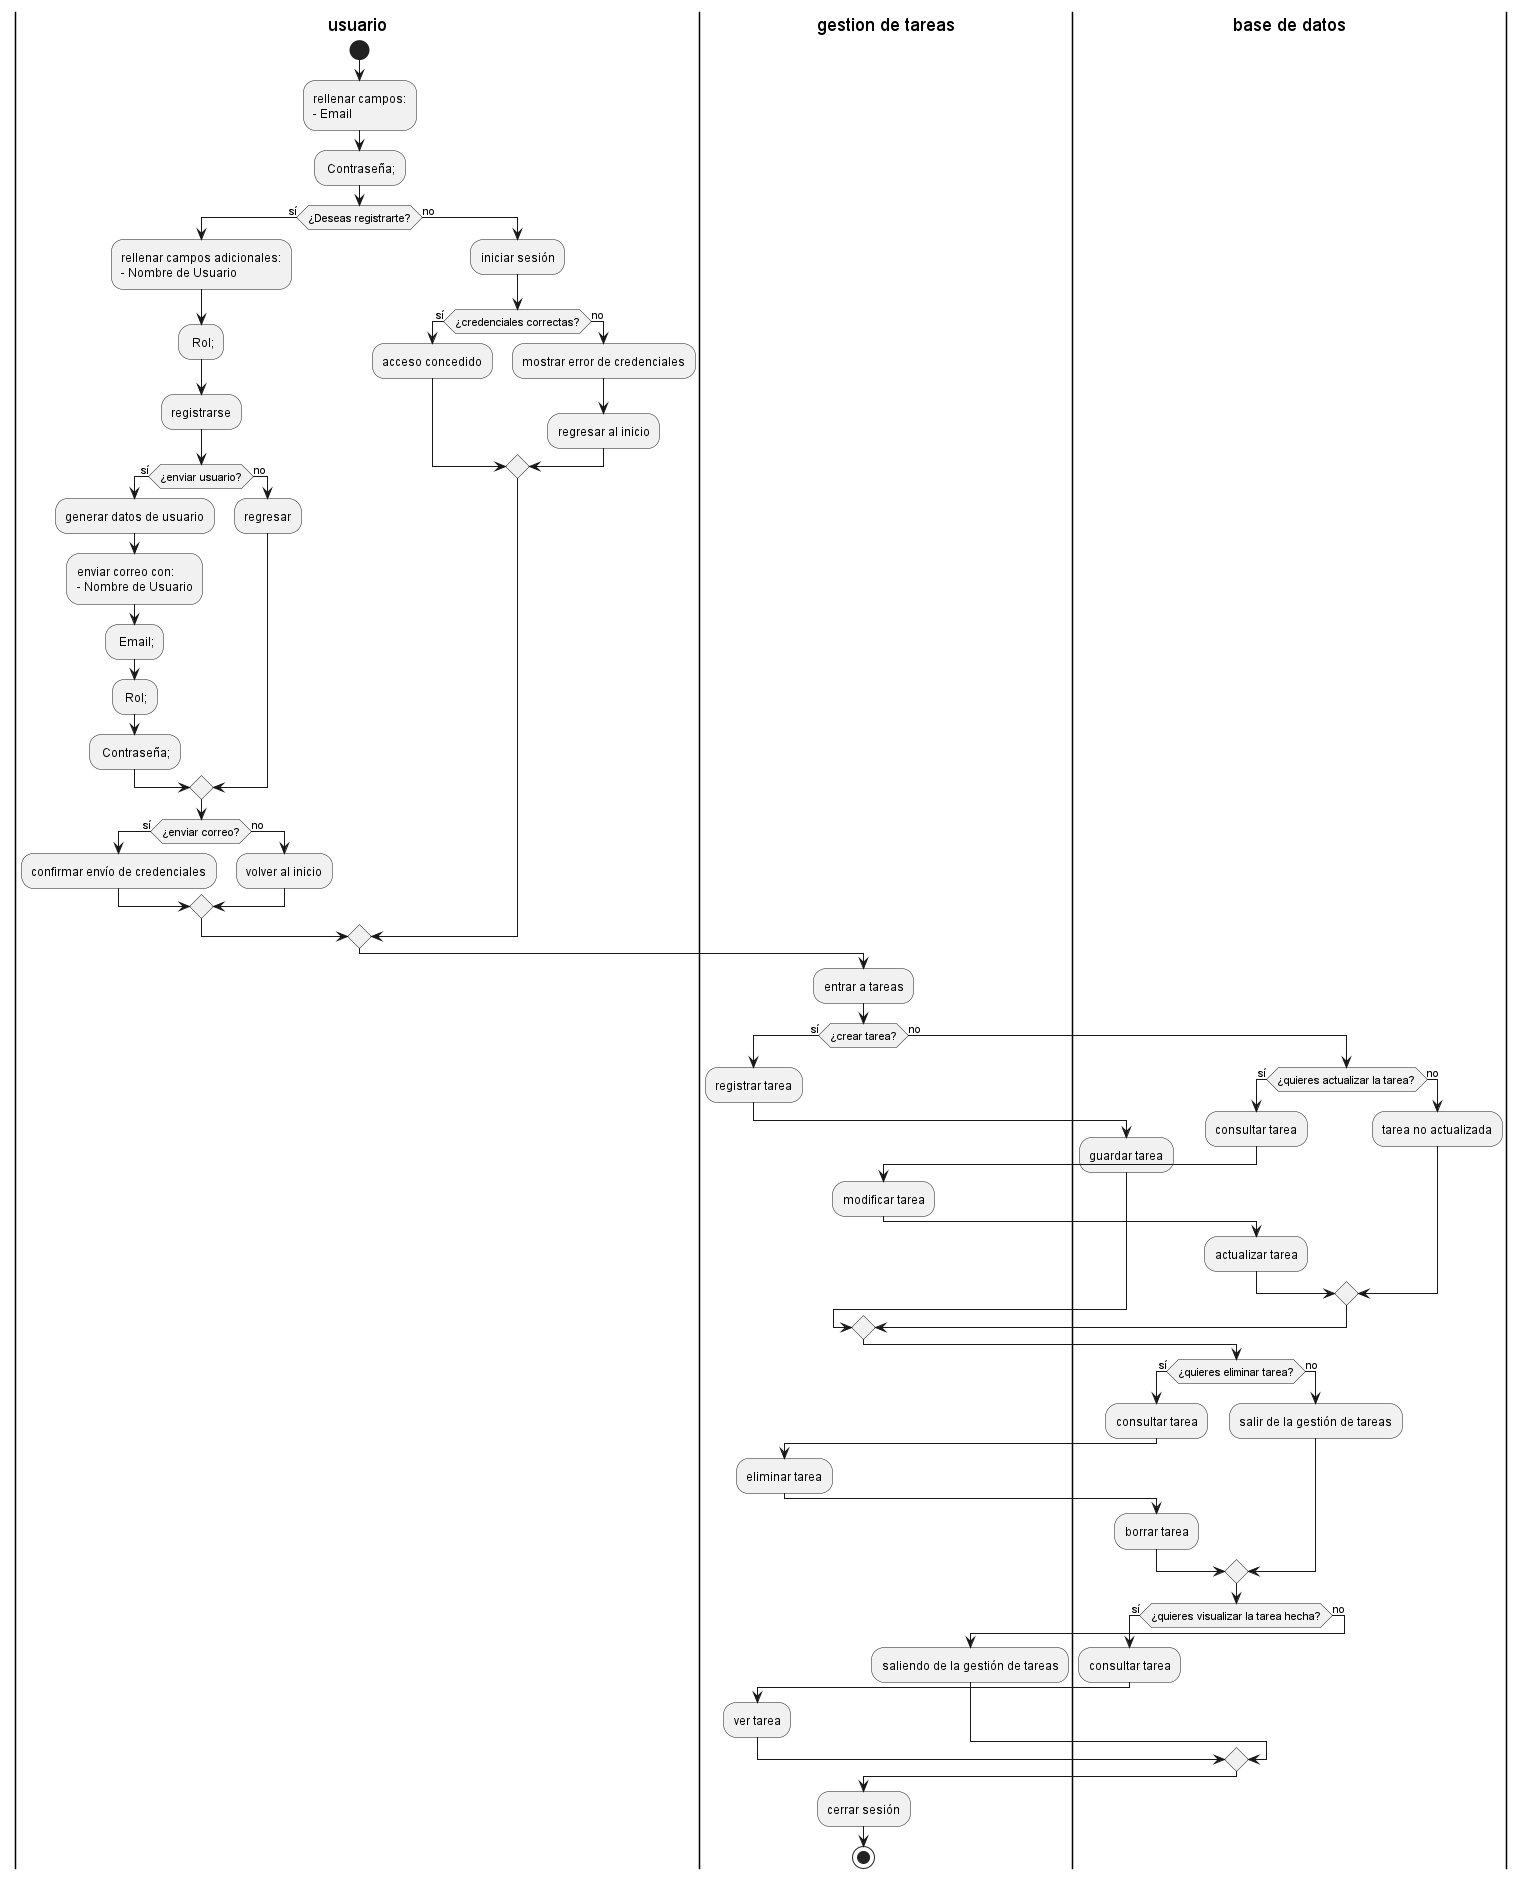 usuario
gestion de tareas
base de datos
rellenar campos:
- Email
Contraseña;
¿Deseas registrarte?
sí
no
rellenar campos adicionales:
- Nombre de Usuario
Rol;
registrarse
¿enviar usuario?
sí
no
generar datos de usuario
regresar
enviar correo con:
- Nombre de Usuario
Email;
Rol;
Contraseña;
¿enviar correo?
sí
no
confirmar envío de credenciales
volver al inicio
iniciar sesión
¿credenciales correctas?
sí
no
acceso concedido
mostrar error de credenciales
regresar al inicio
entrar a tareas
¿crear tarea?
sí
no
registrar tarea
guardar tarea
¿quieres actualizar la tarea?
sí
no
consultar tarea
tarea no actualizada
modificar tarea
actualizar tarea
¿quieres eliminar tarea?
sí
no
consultar tarea
salir de la gestión de tareas
eliminar tarea
borrar tarea
¿quieres visualizar la tarea hecha?
sí
no
saliendo de la gestión de tareas
consultar tarea
ver tarea
cerrar sesión